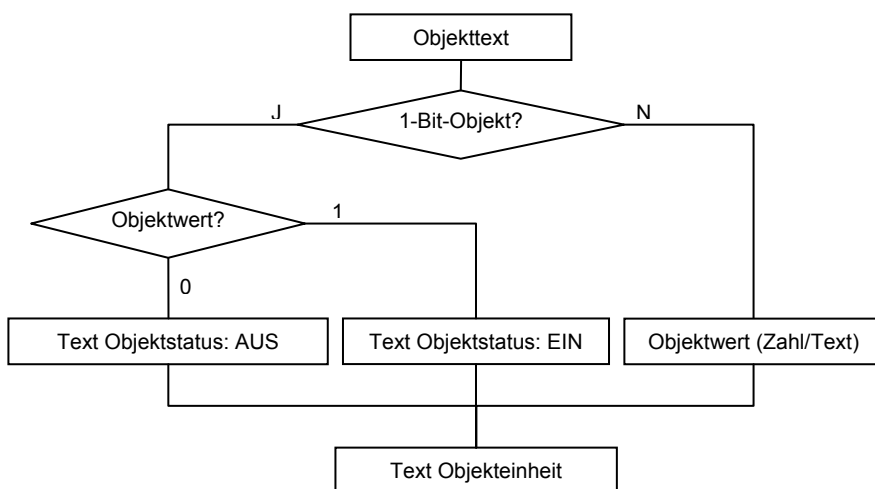 Objekttext
J
1-Bit-Objekt?
N
Objektwert?
1
0
Text Objektstatus: AUS
Text Objektstatus: EIN
Objektwert (Zahl/Text)
Text Objekteinheit